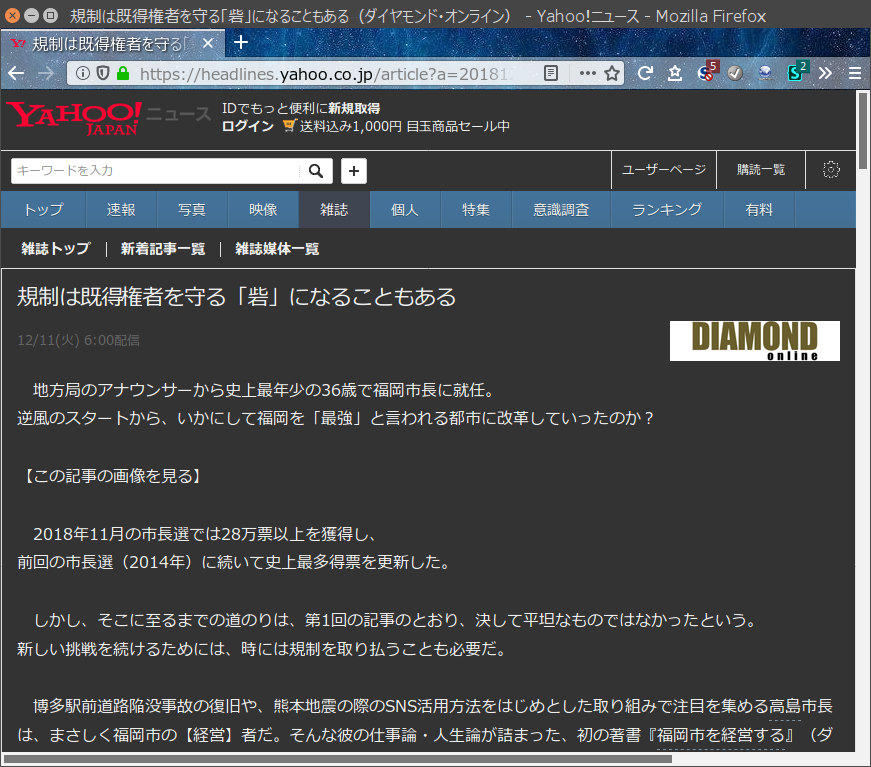 規制は既得権者を守る「砦」になることもある（ダイヤモンド・オンライン） - Yahoo!ニュース - Mozilla Firefox
規制は既得権者を守る「
https://headlines.yahoo.co.jp/article?a=20181
5
2
YAHOO! JAPAN ニュース
IDでもっと便利に新規取得
ログイン 送料込み1,000円 目玉商品セール中
キーワードを入力
ユーザーページ 購読一覧
トップ 速報 写真 映像 雑誌 個人 特集 意識調査 ランキング 有料
雑誌トップ 新着記事一覧 雑誌媒体一覧
規制は既得権者を守る「砦」になることもある
12/11(火) 6:00配信
DIAMOND online
地方局のアナウンサーから史上最年少の36歳で福岡市長に就任。
逆風のスタートから、いかにして福岡を「最強」と言われる都市に改革していったのか？
【この記事の画像を見る】
2018年11月の市長選では28万票以上を獲得し、
前回の市長選（2014年）に続いて史上最多得票を更新した。
しかし、そこに至るまでの道のりは、第1回の記事のとおり、決して平坦なものではなかったという。
新しい挑戦を続けるためには、時には規制を取り払うことも必要だ。
博多駅前道路陥没事故の復旧や、熊本地震の際のSNS活用方法をはじめとした取り組みで注目を集める高島市長
は、まさしく福岡市の【経営】者だ。そんな彼の仕事論・人生論が詰まった、初の著書『福岡市を経営する』（ダ